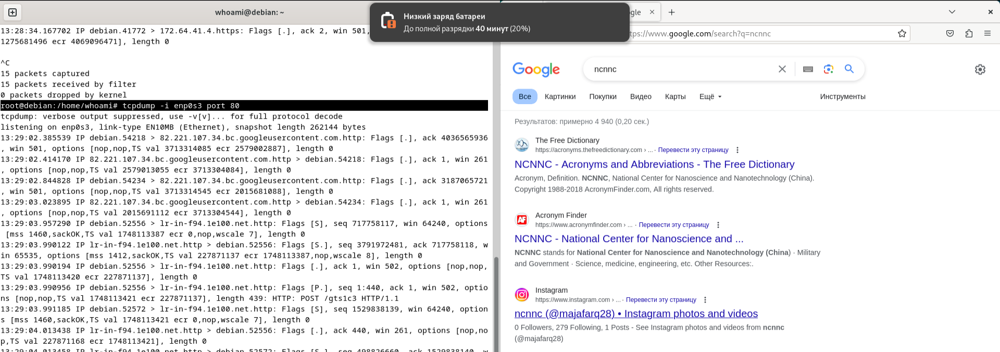 whoami@debian: ~
13:28:34.167702 IP debian.41772 > 172.64.41.4.https: Flags [.], ack 2, win 501,
1275681496 ecr 4069096471], length 0
^C
15 packets captured
15 packets received by filter
0 packets dropped by kernel
root@debian:/home/whoami# tcpdump -i enp0s3 port 80
tcpdump: verbose output suppressed, use -v[v]... for full protocol decode
listening on enp0s3, link-type EN10MB (Ethernet), snapshot length 262144 bytes
13:29:02.385539 IP debian.54218 > 82.221.107.34.bc.googleusercontent.com.http: Flags [.], ack 4036565936
, win 501, options [nop,nop,TS val 3713314085 ecr 2579002887], length 0
13:29:02.414170 IP 82.221.107.34.bc.googleusercontent.com.http > debian.54218: Flags [.], ack 1, win 261
, options [nop,nop,TS val 2579013055 ecr 3713304084], length 0
13:29:02.844828 IP debian.54234 > 82.221.107.34.bc.googleusercontent.com.http: Flags [.], ack 3187065721
, win 501, options [nop,nop,TS val 3713314545 ecr 2015681088], length 0
13:29:03.023895 IP 82.221.107.34.bc.googleusercontent.com.http > debian.54234: Flags [.], ack 1, win 261
, options [nop,nop,TS val 2015691112 ecr 3713304544], length 0
13:29:03.957290 IP debian.52556 > lr-in-f94.1e100.net.http: Flags [S], seq 717758117, win 64240, options
[mss 1460,sackOK,TS val 1748113387 ecr 0,nop,wscale 7], length 0
13:29:03.990122 IP lr-in-f94.1e100.net.http > debian.52556: Flags [S.], seq 3791972481, ack 717758118, w
in 65535, options [mss 1412,sackOK,TS val 227871137 ecr 1748113387,nop,wscale 8], length 0
13:29:03.990194 IP debian.52556 > lr-in-f94.1e100.net.http: Flags [.], ack 1, win 502, options [nop,nop,
TS val 1748113420 ecr 227871137], length 0
13:29:03.990956 IP debian.52556 > lr-in-f94.1e100.net.http: Flags [P.], seq 1:440, ack 1, win 502, optio
ns [nop,nop,TS val 1748113421 ecr 227871137], length 439: HTTP: POST /gts1c3 HTTP/1.1
13:29:03.991185 IP debian.52572 > lr-in-f94.1e100.net.http: Flags [S], seq 1529838139, win 64240, option
s [mss 1460,sackOK,TS val 1748113421 ecr 0,nop,wscale 7], length 0
13:29:04.013438 IP lr-in-f94.1e100.net.http > debian.52556: Flags [.], ack 440, win 261, options [nop,no
p,TS val 227871168 ecr 1748113421], length 0
13:29:04.013458 IP lr-in-f94.1e100.net.http > debian.52572: Flags [S.], seq 498826660, ack 1529838140, w
Низкий заряд батареи
До полной разрядки 40 минут (20%)
gle
tps://www.google.com/search?q=ncnnc
Google
ncnnc
Все Картинки Покупки Видео Карты Ещё Инструменты
Результатов: примерно 4 940 (0,20 сек.)
The Free Dictionary
https://acronyms.thefreedictionary.com › ... · Перевести эту страницу
NCNNC - Acronyms and Abbreviations - The Free Dictionary
Acronym, Definition. NCNNC, National Center for Nanoscience and Nanotechnology (China).
Copyright 1988-2018 AcronymFinder.com, All rights reserved.
AF
Acronym Finder
https://www.acronymfinder.com › ... · Перевести эту страницу
NCNNC - National Center for Nanoscience and ...
NCNNC stands for National Center for Nanoscience and Nanotechnology (China) · Military
and Government · Science, medicine, engineering, etc. Other Resources:.
Instagram
https://www.instagram.com › ... · Перевести эту страницу
ncnnc (@majafarq28) • Instagram photos and videos
0 Followers, 279 Following, 1 Posts - See Instagram photos and videos from ncnnc
(@majafarq28)